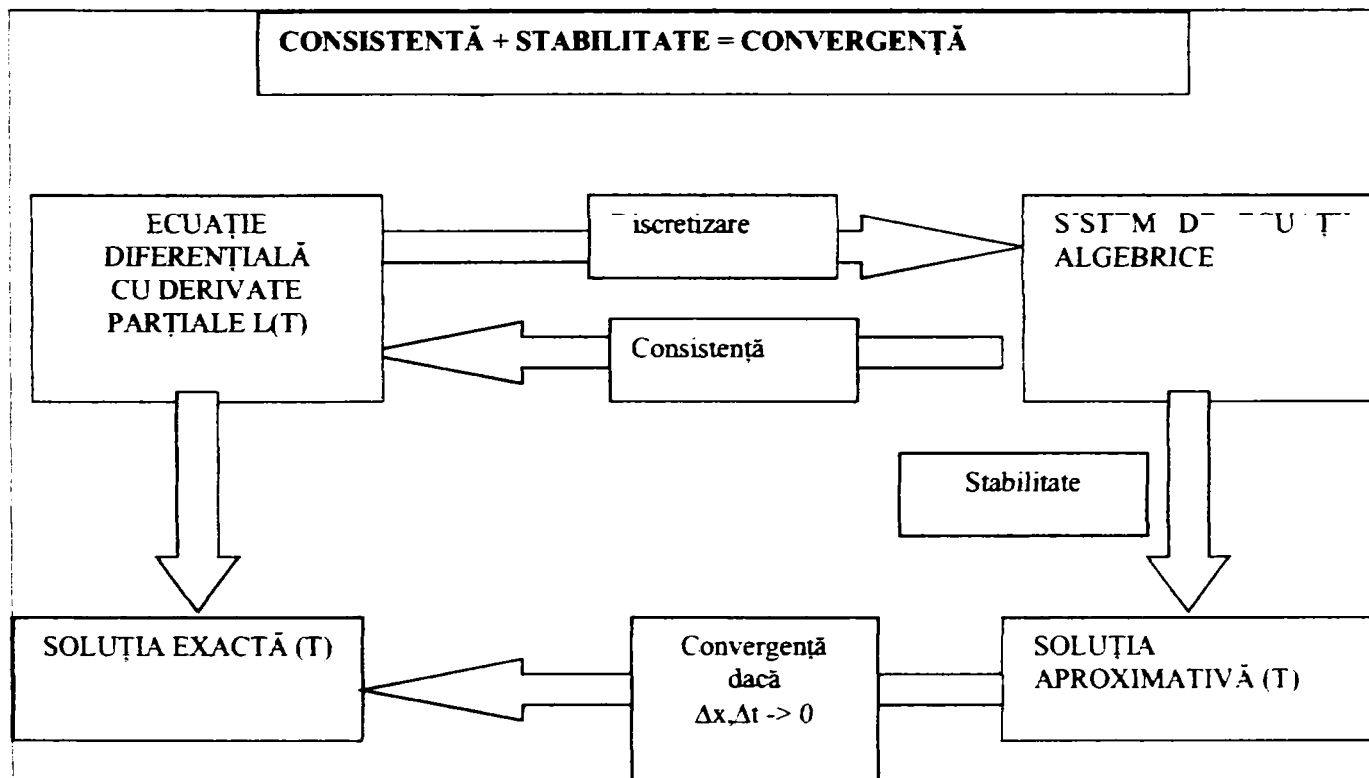 CONSISTENTĂ + STABILITATE = CONVERGENȚĂ
ECUAȚIE
DIFERENȚIALĂ
CU DERIVATE
PARȚIALE L(T)
iscretizare
ALGEBRICE
Consistență
Stabilitate
SOLUȚIA EXACTĂ (T)
Convergență
dacă
Δx,Δt -> 0
SOLUȚIA
APROXIMATIVĂ (T)